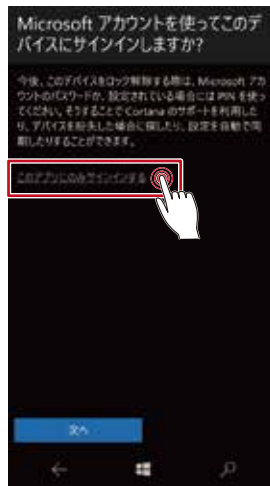 Microsoft アカウントを使ってこのデ
バイスにサインインしますか?
今後、このデバイスをロック解除する際は、Microsoft アカ
ウントのパスワードか、設定されている場合には PIN を使っ
てください。そうすることで Cortana のサポートを利用した
り、デバイスを紛失した場合に探したり、設定を自動で同
期したりすることができます。
このアプリにのみサインインする
次へ